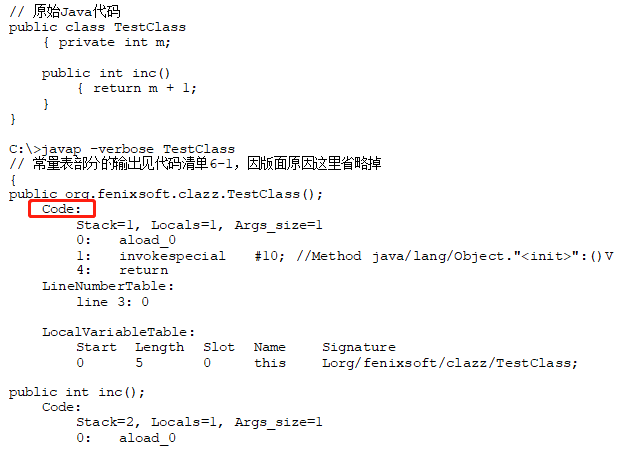 // 原始Java代码
public class TestClass
{ private int m;
public int inc()
{ return m + 1;
}
}
C:\>javap -verbose TestClass
// 常量表部分的输出见代码清单6-1，因版面原因这里省略掉
{
public org.fenixsoft.clazz.TestClass();
Code:
Stack=1, Locals=1, Args_size=1
0: aload_0
1: invokespecial #10; //Method java/lang/Object."<init>":()V
4: return
LineNumberTable:
line 3: 0
LocalVariableTable:
Start Length Slot Name Signature
0 5 0 this Lorg/fenixsoft/clazz/TestClass;
public int inc();
Code:
Stack=2, Locals=1, Args_size=1
0: aload_0